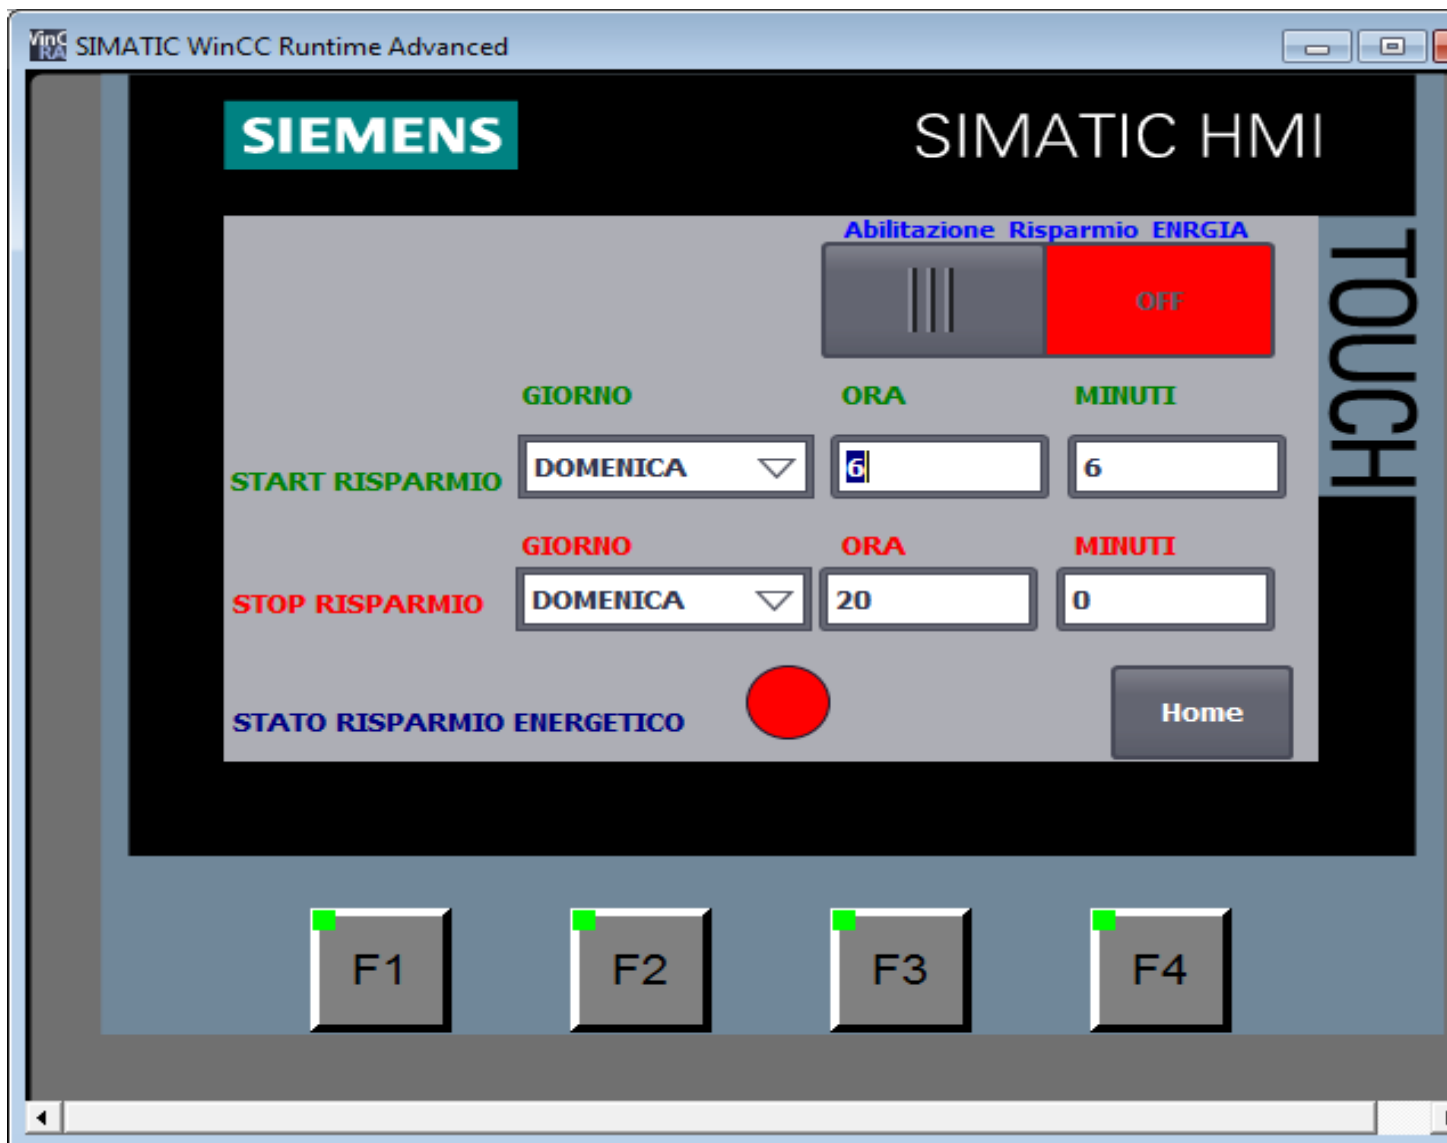 SIMATIC WinCC Runtime Advanced
SIEMENS
SIMATIC HMI
TOUCH
Abilitazione Risparmio ENRGIA
OFF
GIORNO ORA MINUTI
START RISPARMIO DOMENICA 6 6
GIORNO ORA MINUTI
STOP RISPARMIO DOMENICA 20 0
STATO RISPARMIO ENERGETICO Home
F1 F2 F3 F4